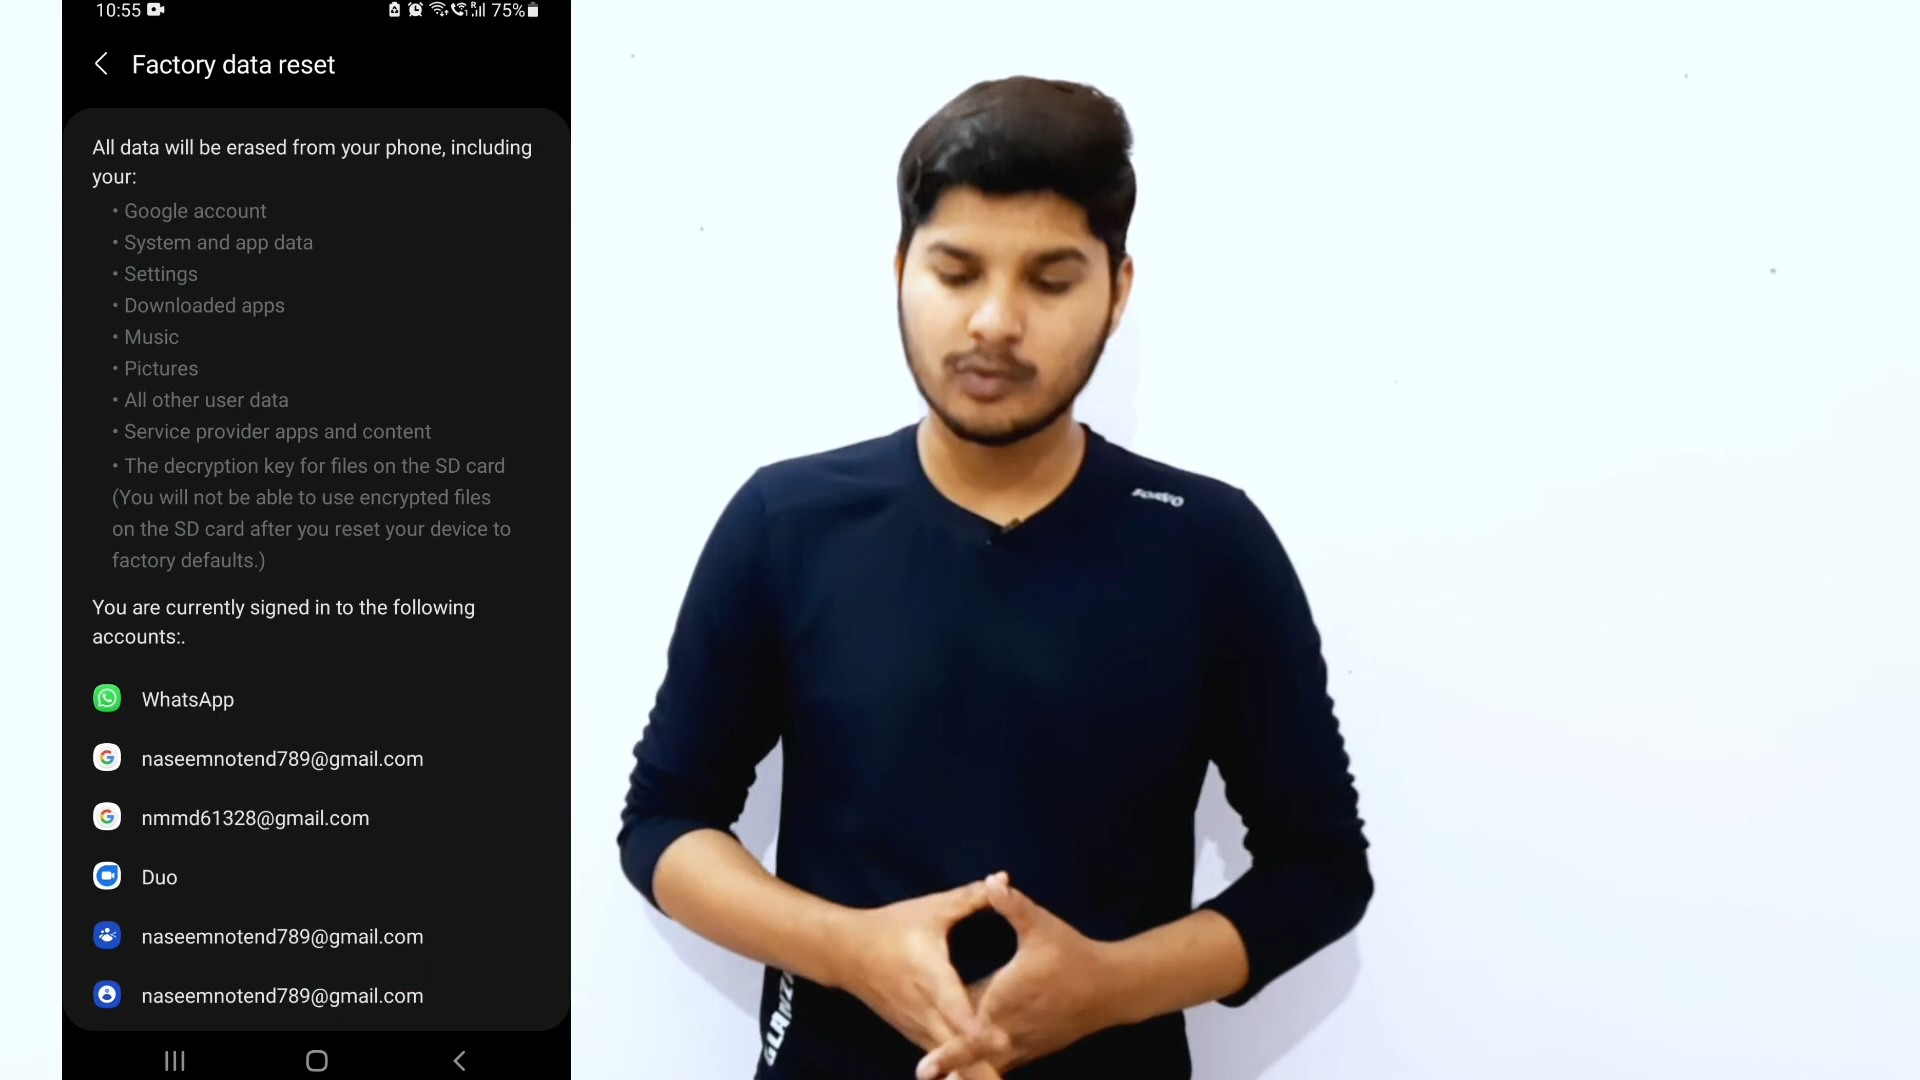 10:55
75%
Factory data reset
All data will be erased from your phone, including
your:
• Google account
• System and app data
• Settings
• Downloaded apps
• Music
• Pictures
• All other user data
• Service provider apps and content
• The decryption key for files on the SD card
(You will not be able to use encrypted files
on the SD card after you reset your device to
factory defaults.)
You are currently signed in to the following
accounts:.
WhatsApp
naseemnotend789@gmail.com
nmmd61328@gmail.com
Duo
naseemnotend789@gmail.com
naseemnotend789@gmail.com